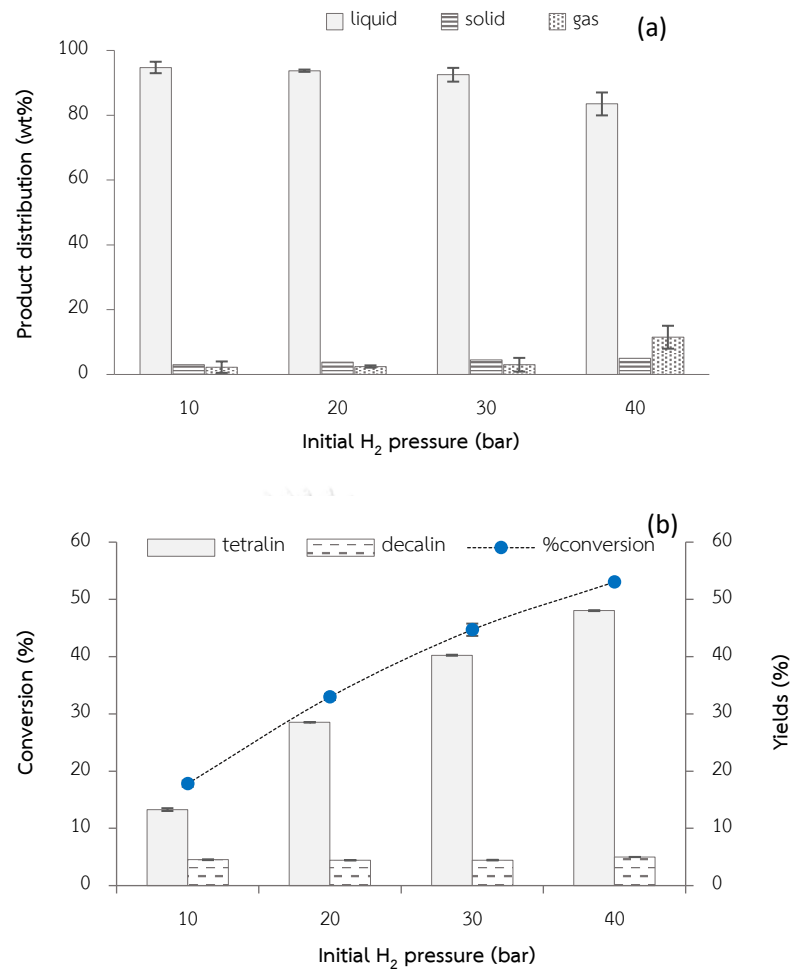 liquid solid gas (a)
100
80
60
40
20
0
Product distribution (wt%)
10 20 30 40
Initial H₂ pressure (bar)
(b)
tetralin decalin %conversion
60 60
50 50
40 40
30 30
20 20
10 10
0 0
Conversion (%)
Yields (%)
10 20 30 40
Initial H₂ pressure (bar)